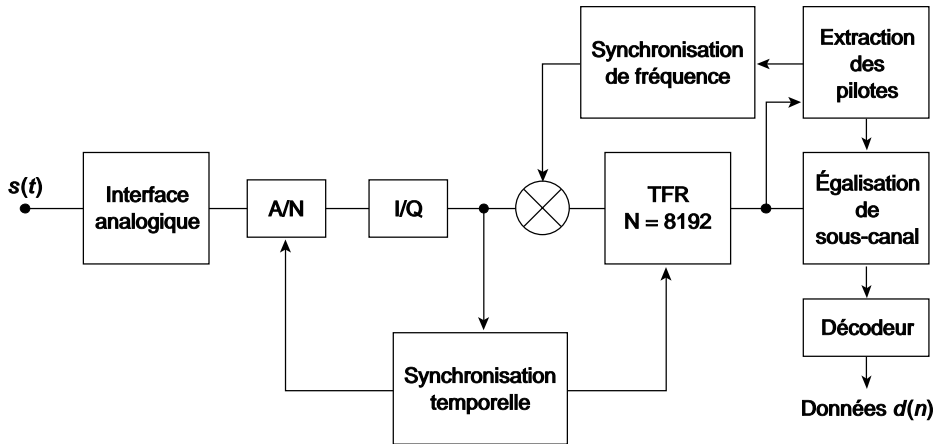 Synchronisation
de fréquence
Extraction
des
pilotes
s(t)
Interface
analogique
A/N
I/Q
TFR
N = 8192
Égalisation
de
sous-canal
Synchronisation
temporelle
Décodeur
Données d(n)